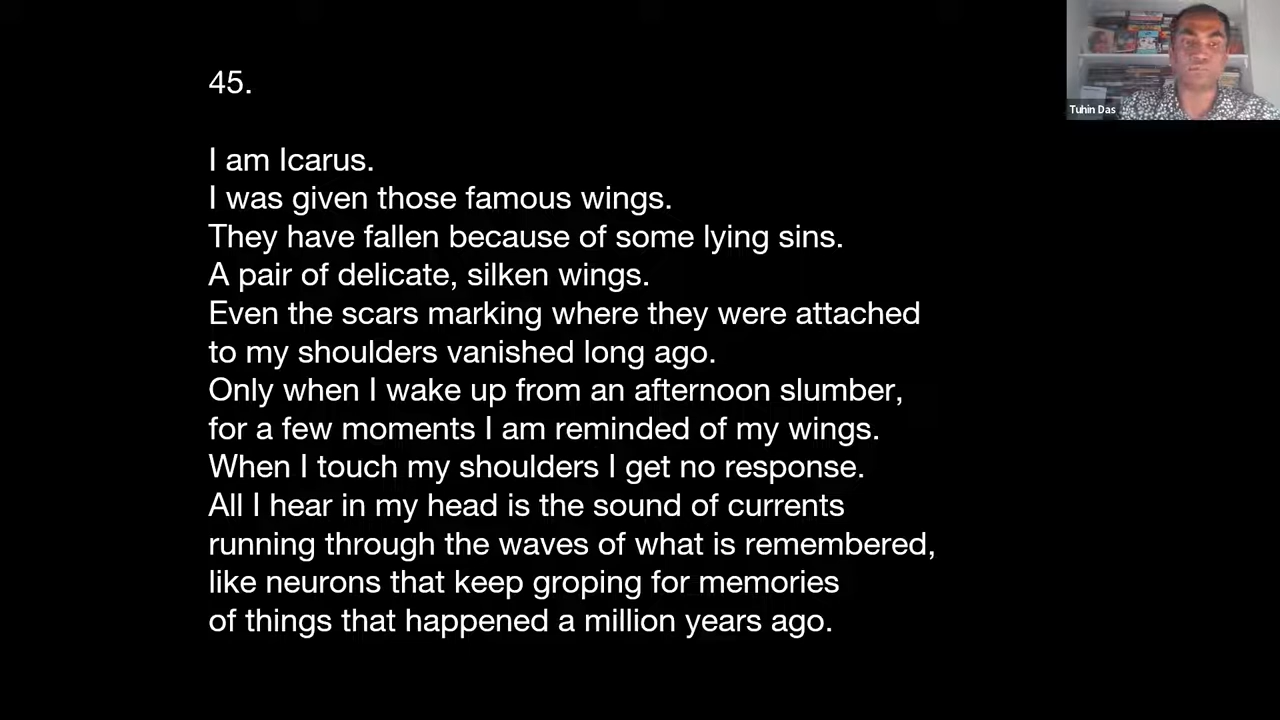 45.
I am Icarus.
I was given those famous wings.
They have fallen because of some lying sins.
A pair of delicate, silken wings.
Even the scars marking where they were attached
to my shoulders vanished long ago.
Only when I wake up from an afternoon slumber,
for a few moments I am reminded of my wings.
When I touch my shoulders I get no response.
All I hear in my head is the sound of currents
running through the waves of what is remembered,
like neurons that keep groping for memories
of things that happened a million years ago.
Tuhin Das